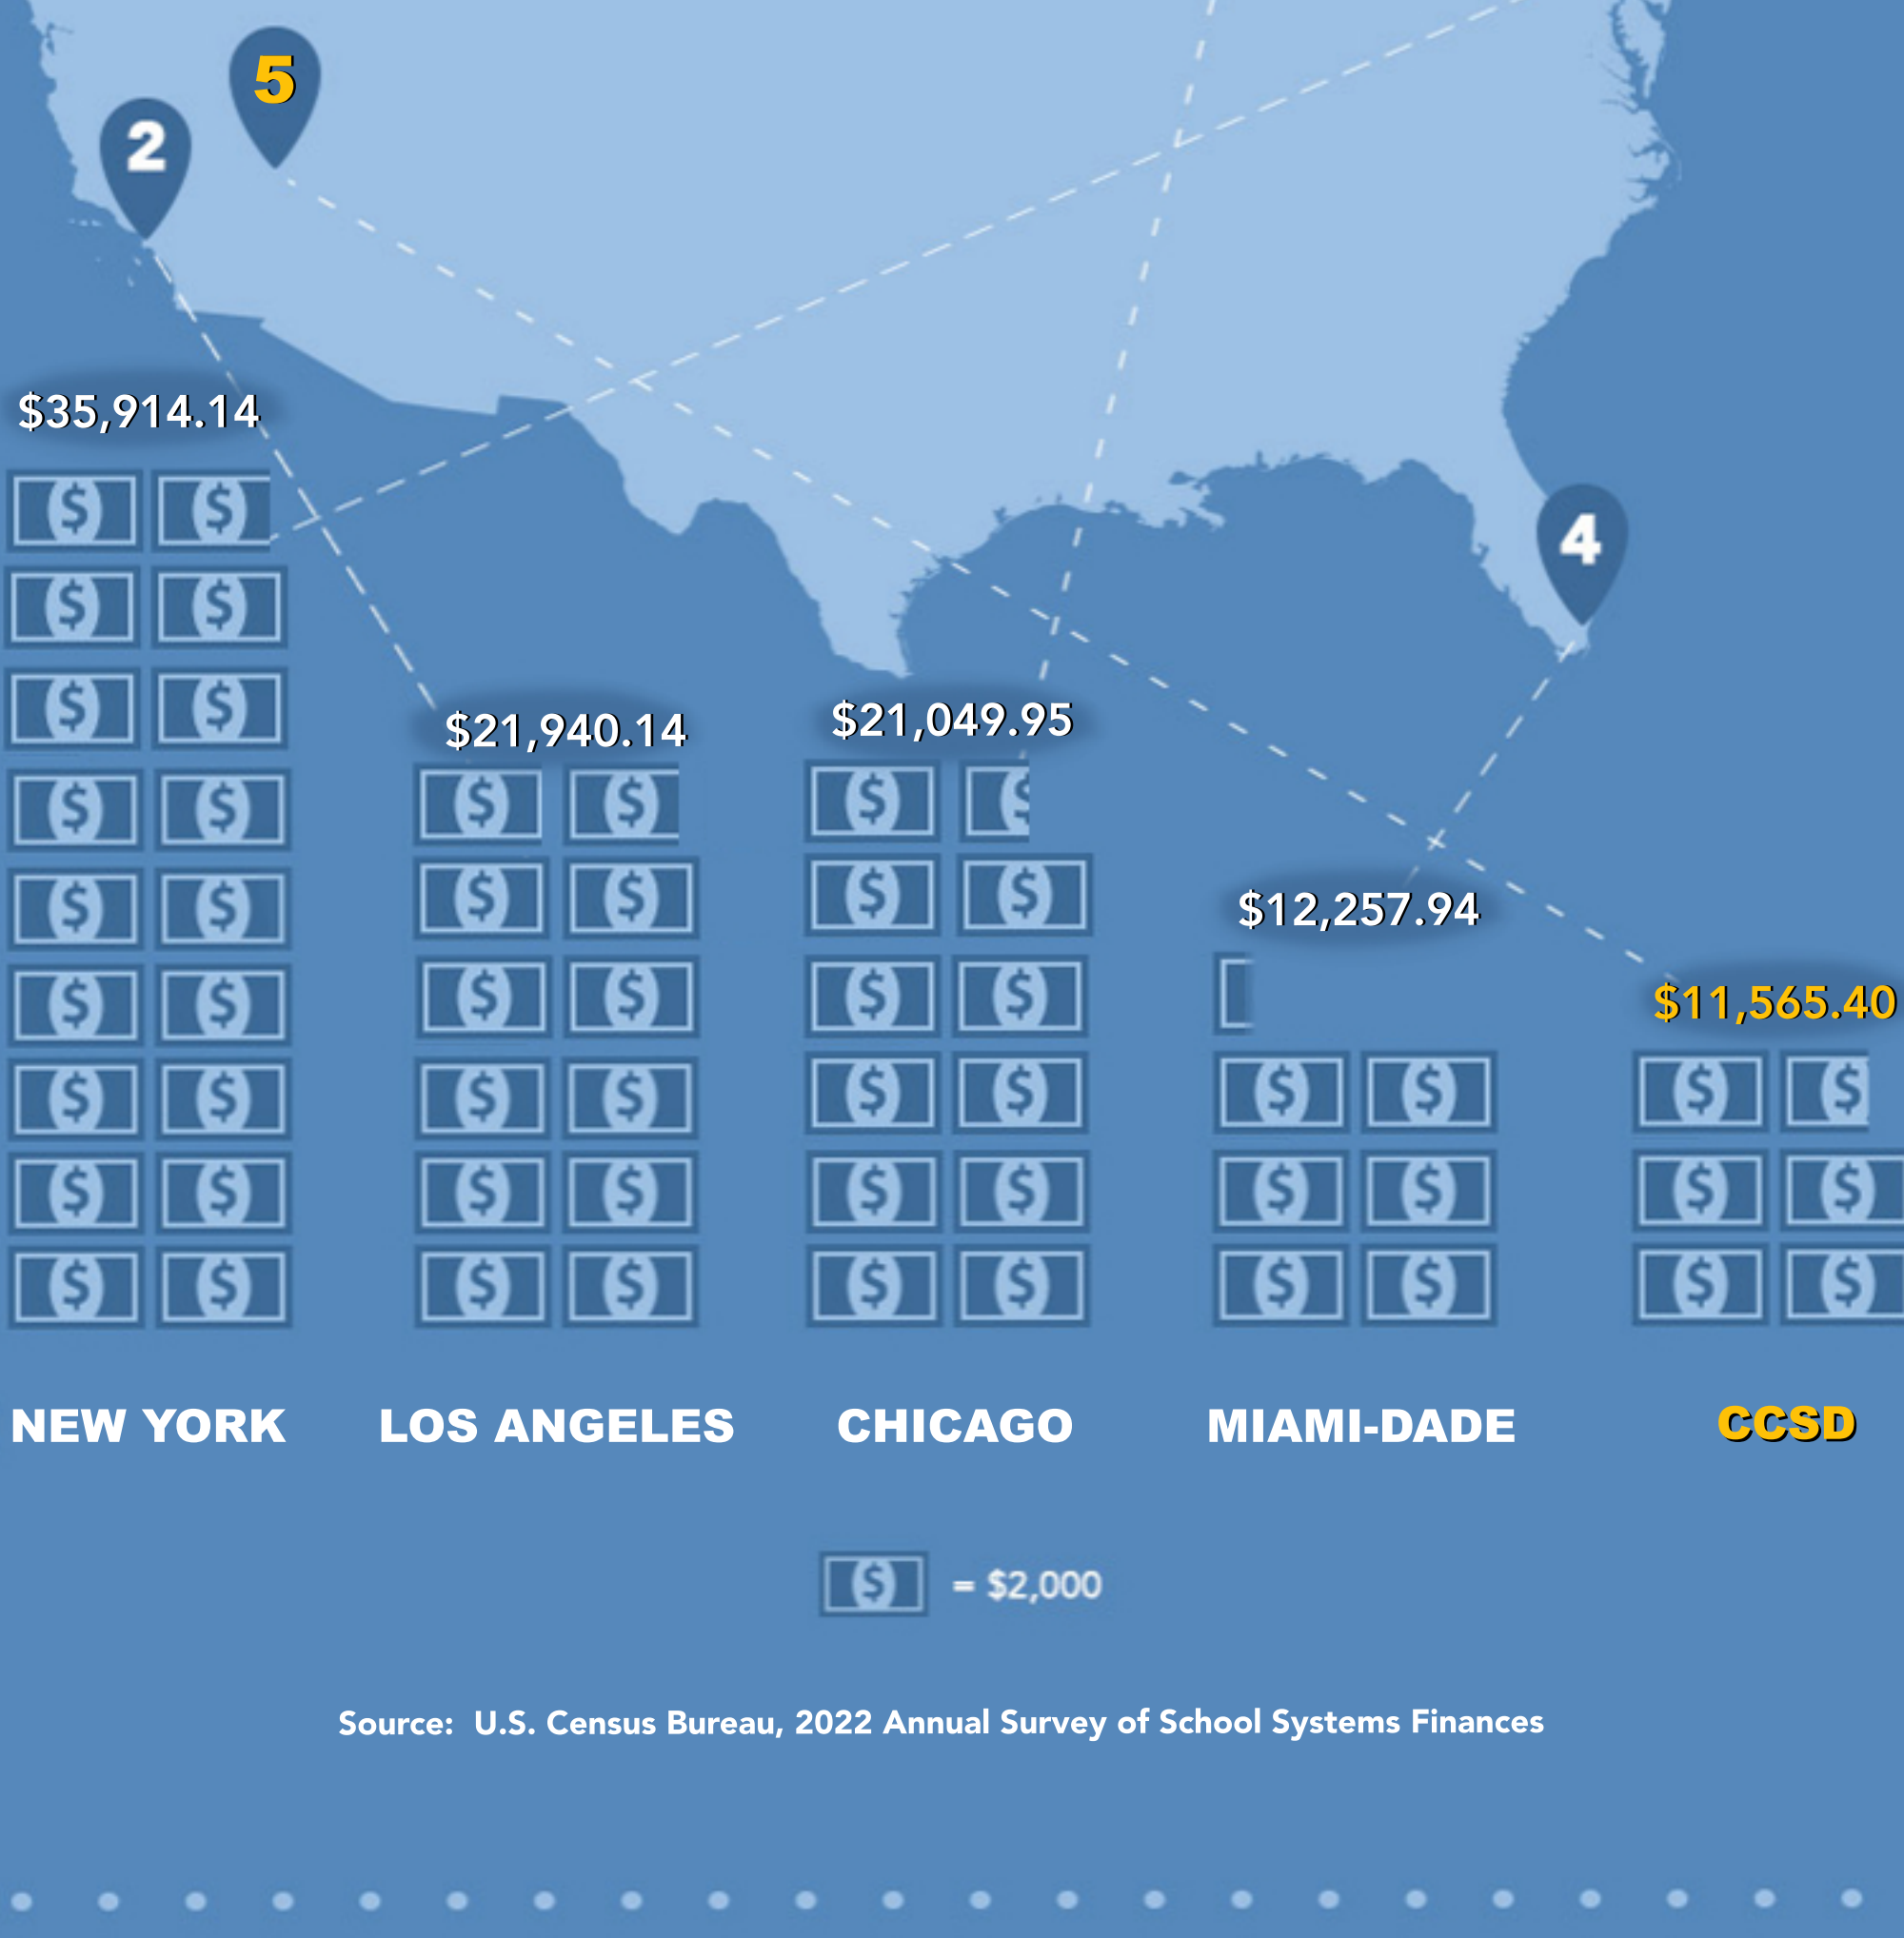 5
2
$35,914.14
4
$21,940.14
$21,049.95
$12,257.94
$11,565.40
NEW YORK
LOS ANGELES
CHICAGO
MIAMI-DADE
CCSD
= $2,000
Source: U.S. Census Bureau, 2022 Annual Survey of School Systems Finances